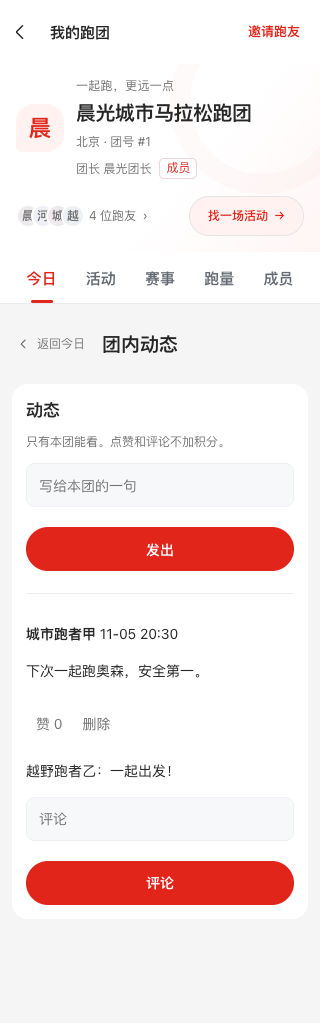 我的跑团
邀请跑友
一起跑，更远一点
晨
晨光城市马拉松跑团
北京 · 团号 #1
团长 晨光团长 成员
晨 河 城 越 4 位跑友 ›
找一场活动 →
今日 活动 赛事 跑量 成员
返回今日 团内动态
动态
只有本团能看。点赞和评论不加积分。
写给本团的一句
发出
城市跑者甲 11-05 20:30
下次一起跑奥森，安全第一。
赞 0 删除
越野跑者乙：一起出发！
评论
评论